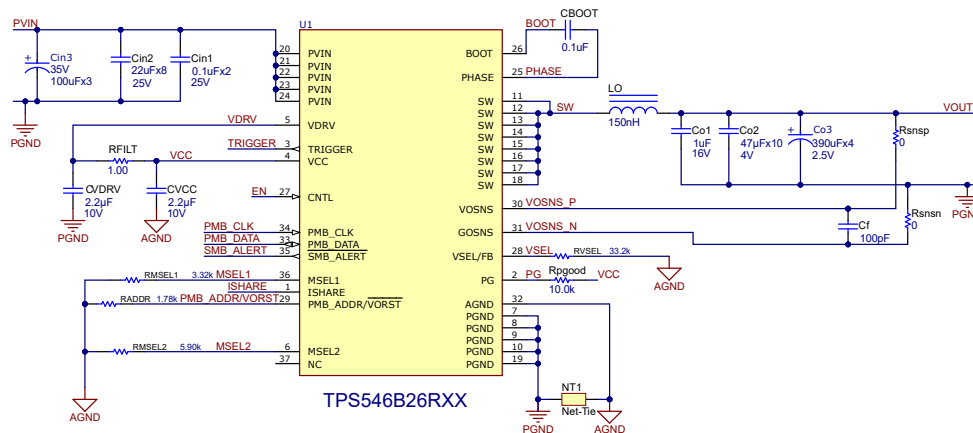 PVIN
Cin3
35V
100uFx3
Cin2
22uFx8
25V
Cin1
0.1uFx2
25V
PGND
VDRV
TRIGGER
RFILT
1.00
VCC
CVDRV
2.2µF
10V
PGND
CVCC
2.2µF
10V
AGND
EN
PMB_CLK
PMB_DATA
SMB_ALERT
RMSEL1
3.32k
MSEL1
ISHARE
RADDR
1.78k
PMB_ADDR/VORST
RMSEL2
5.90k
MSEL2
AGND
U1
20
PVIN
21
PVIN
22
PVIN
23
PVIN
24
PVIN
5
VDRV
3
TRIGGER
4
VCC
27
CNTL
34
PMB_CLK
33
PMB_DATA
35
SMB_ALERT
36
MSEL1
1
ISHARE
29
PMB_ADDR/VORST
6
MSEL2
37
NC
BOOT
26
PHASE
25
SW
11
SW
12
SW
13
SW
14
SW
15
SW
16
SW
17
SW
18
VOSNS
30
GOSNS
31
VSEL/FB
28
PG
2
AGND
32
PGND
7
PGND
8
PGND
9
PGND
10
PGND
19
TPS546B26RXX
BOOT
CBOOT
0.1uF
PHASE
SW
LO
150nH
VOUT
Co1
1uF
16V
Co2
47µFx10
4V
Co3
390uFx4
2.5V
Rsnsp
0
PGND
VOSNS_P
VOSNS_N
Cf
100pF
Rsnsn
0
VSEL
RVSEL
33.2k
AGND
PG
Rpgood
10.0k
VCC
NT1
Net-Tie
PGND
AGND